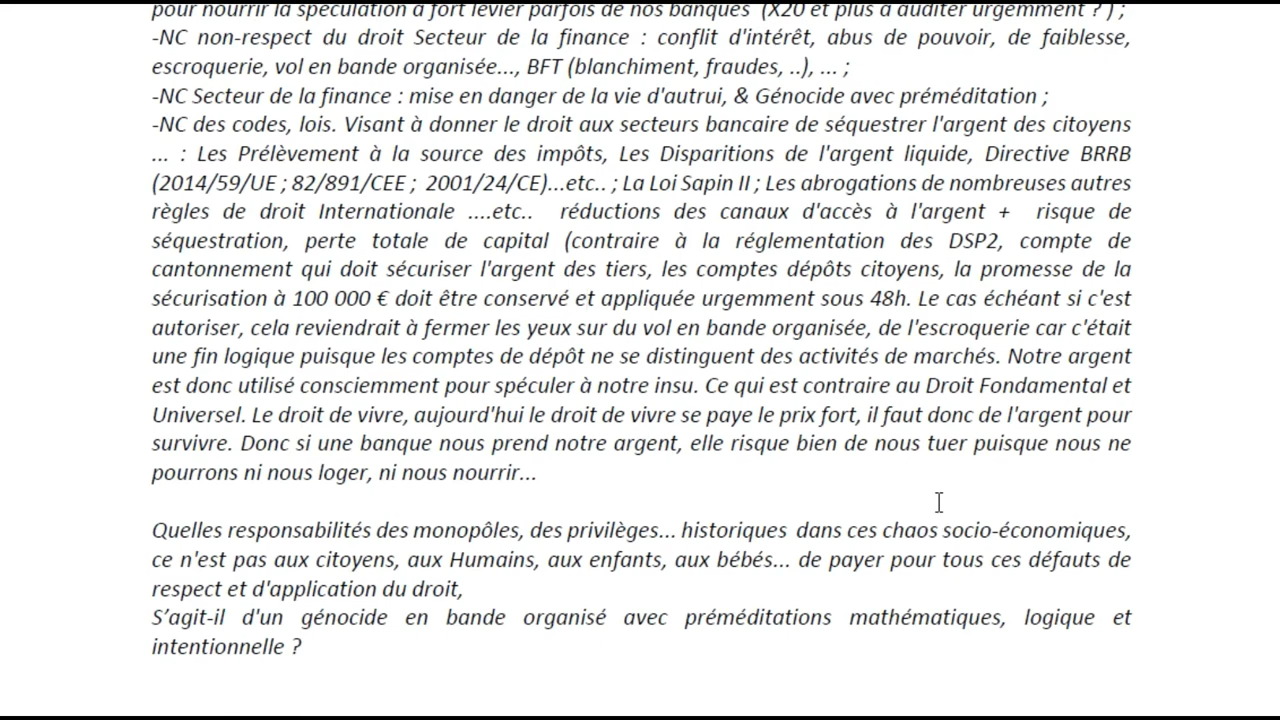 pour nourrir la spéculation à fort levier parfois de nos banques (X20 et plus à auditer urgemment ? ) ;
-NC non-respect du droit Secteur de la finance : conflit d'intérêt, abus de pouvoir, de faiblesse,
escroquerie, vol en bande organisée..., BFT (blanchiment, fraudes, ..), ... ;
-NC Secteur de la finance : mise en danger de la vie d'autrui, & Génocide avec préméditation ;
-NC des codes, lois. Visant à donner le droit aux secteurs bancaire de séquestrer l'argent des citoyens
... : Les Prélèvement à la source des impôts, Les Disparitions de l'argent liquide, Directive BRRB
(2014/59/UE ; 82/891/CEE ; 2001/24/CE)...etc.. ; La Loi Sapin II ; Les abrogations de nombreuses autres
règles de droit Internationale ....etc.. réductions des canaux d'accès à l'argent + risque de
séquestration, perte totale de capital (contraire à la réglementation des DSP2, compte de
cantonnement qui doit sécuriser l'argent des tiers, les comptes dépôts citoyens, la promesse de la
sécurisation à 100 000 € doit être conservé et appliquée urgemment sous 48h. Le cas échéant si c'est
autoriser, cela reviendrait à fermer les yeux sur du vol en bande organisée, de l'escroquerie car c'était
une fin logique puisque les comptes de dépôt ne se distinguent des activités de marchés. Notre argent
est donc utilisé consciemment pour spéculer à notre insu. Ce qui est contraire au Droit Fondamental et
Universel. Le droit de vivre, aujourd'hui le droit de vivre se paye le prix fort, il faut donc de l'argent pour
survivre. Donc si une banque nous prend notre argent, elle risque bien de nous tuer puisque nous ne
pourrons ni nous loger, ni nous nourrir...
Quelles responsabilités des monopôles, des privilèges... historiques dans ces chaos socio-économiques,
ce n'est pas aux citoyens, aux Humains, aux enfants, aux bébés... de payer pour tous ces défauts de
respect et d'application du droit,
S’agit-il d'un génocide en bande organisé avec préméditations mathématiques, logique et
intentionnelle ?